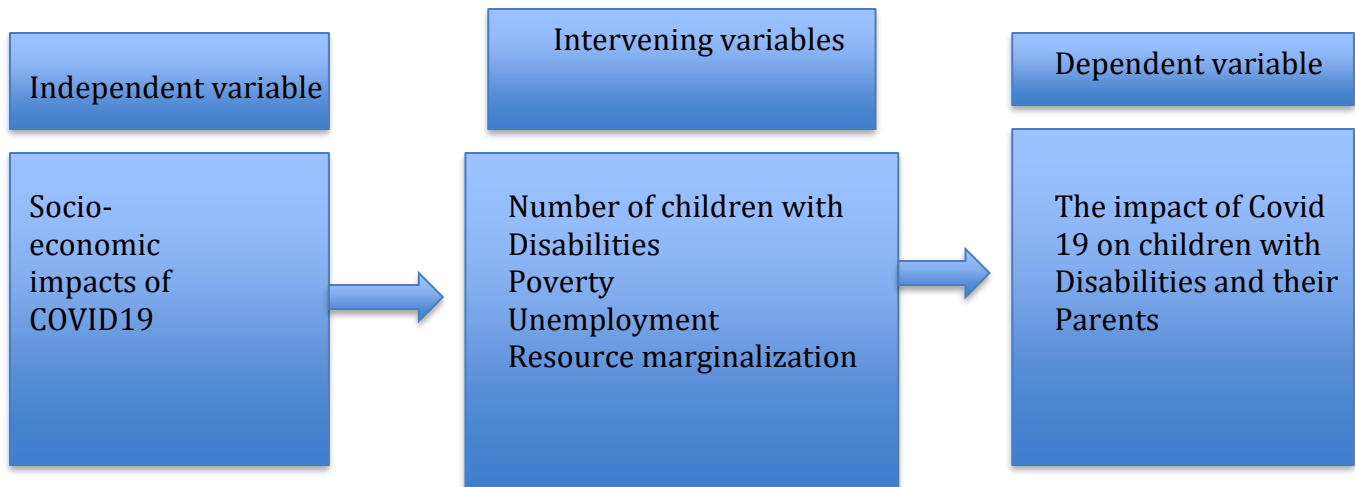 Independent variable
Socio-
economic
impacts of
COVID19
Intervening variables
Number of children with
Disabilities
Poverty
Unemployment
Resource marginalization
Dependent variable
The impact of Covid
19 on children with
Disabilities and their
Parents